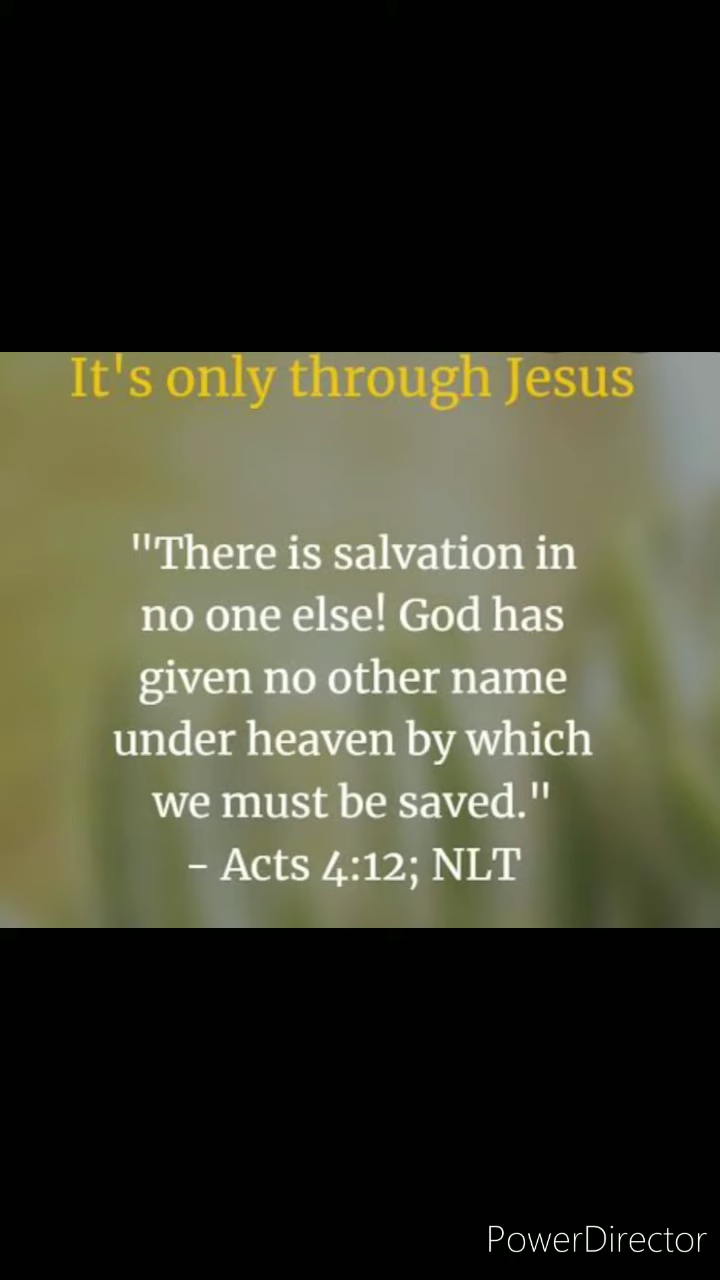 It's only through Jesus
"There is salvation in
no one else! God has
given no other name
under heaven by which
we must be saved."
- Acts 4:12; NLT
PowerDirector